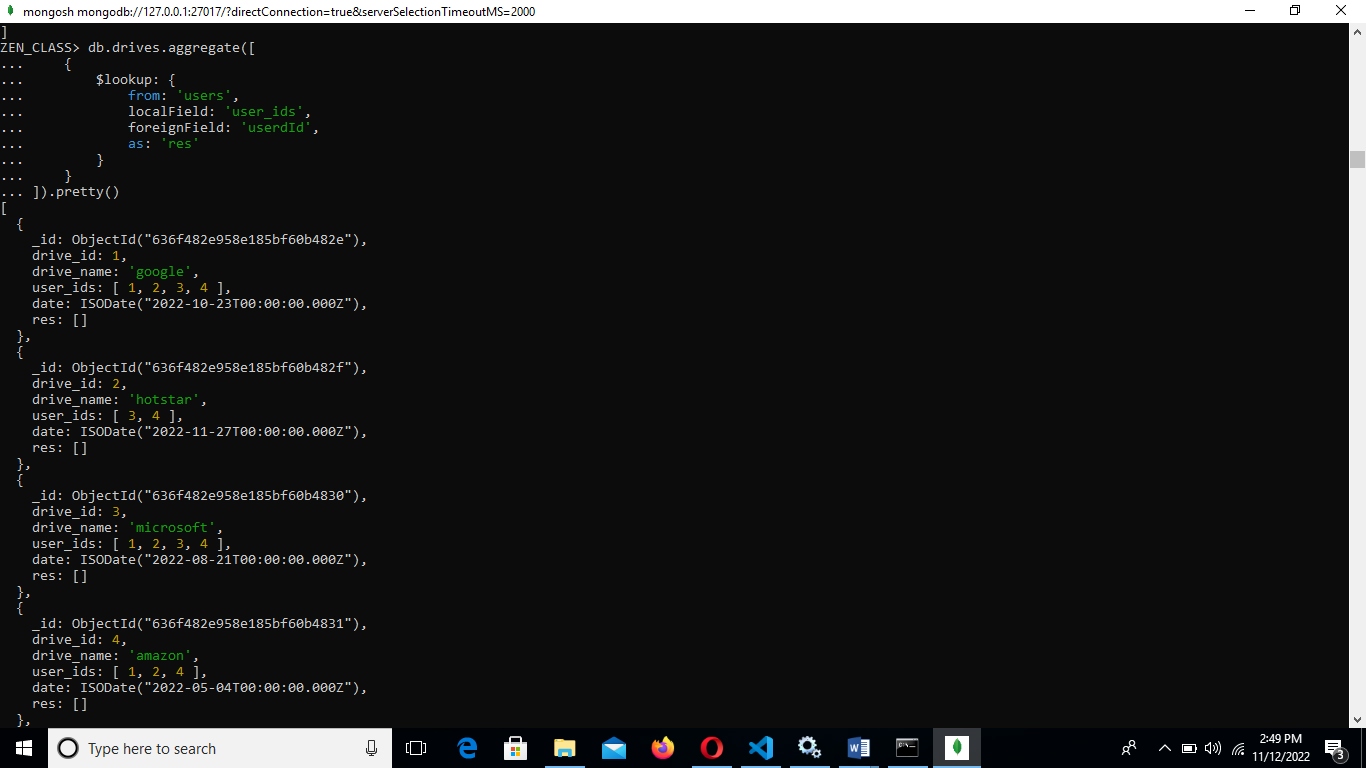 mongosh mongodb://127.0.0.1:27017/?directConnection=true&serverSelectionTimeoutMS=2000
]
ZEN_CLASS> db.drives.aggregate([
...     {
...         $lookup: {
...             from: 'users',
...             localField: 'user_ids',
...             foreignField: 'userdId',
...             as: 'res'
...         }
...     }
... ]).pretty()
[
  {
    _id: ObjectId("636f482e958e185bf60b482e"),
    drive_id: 1,
    drive_name: 'google',
    user_ids: [ 1, 2, 3, 4 ],
    date: ISODate("2022-10-23T00:00:00.000Z"),
    res: []
  },
  {
    _id: ObjectId("636f482e958e185bf60b482f"),
    drive_id: 2,
    drive_name: 'hotstar',
    user_ids: [ 3, 4 ],
    date: ISODate("2022-11-27T00:00:00.000Z"),
    res: []
  },
  {
    _id: ObjectId("636f482e958e185bf60b4830"),
    drive_id: 3,
    drive_name: 'microsoft',
    user_ids: [ 1, 2, 3, 4 ],
    date: ISODate("2022-08-21T00:00:00.000Z"),
    res: []
  },
  {
    _id: ObjectId("636f482e958e185bf60b4831"),
    drive_id: 4,
    drive_name: 'amazon',
    user_ids: [ 1, 2, 4 ],
    date: ISODate("2022-05-04T00:00:00.000Z"),
    res: []
  },
Type here to search
2:49 PM
11/12/2022
3